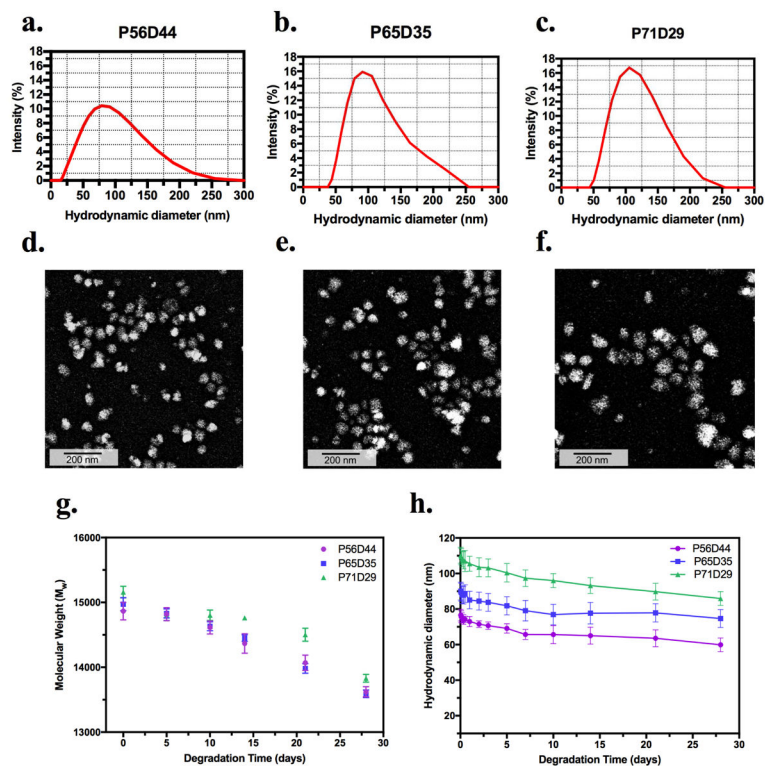 a.
P56D44
18
16
14
12
10
8
6
4
2
0
Intensity (%)
0 50 100 150 200 250 300
Hydrodynamic diameter (nm)
b.
P65D35
18
16
14
12
10
8
6
4
2
0
Intensity (%)
0 50 100 150 200 250 300
Hydrodynamic diameter (nm)
c.
P71D29
18
16
14
12
10
8
6
4
2
0
Intensity (%)
0 50 100 150 200 250 300
Hydrodynamic diameter (nm)
d.
200 nm
e.
200 nm
f.
200 nm
g.
16000
15000
14000
13000
Molecular Weight (Mw)
P56D44
P65D35
P71D29
0 5 10 15 20 25 30
Degradation Time (days)
h.
120
100
80
60
40
20
Hydrodynamic diameter (nm)
P56D44
P65D35
P71D29
0 5 10 15 20 25 30
Degradation Time (days)